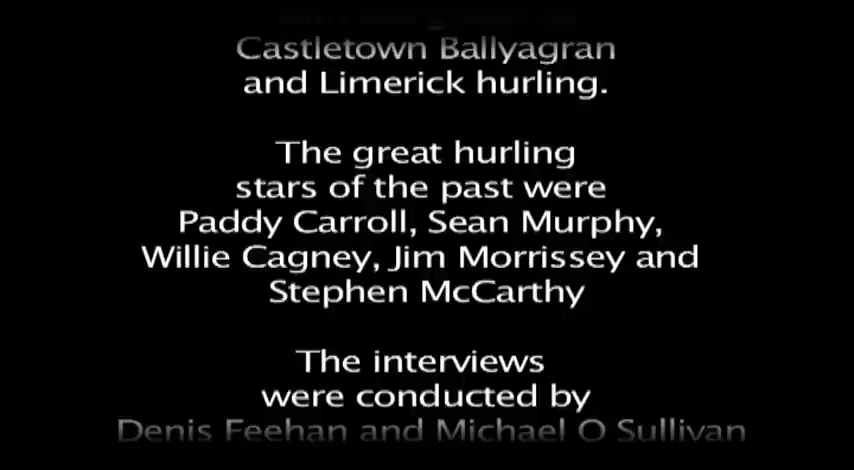 Castletown Ballyagran
and Limerick hurling.
The great hurling
stars of the past were
Paddy Carroll, Sean Murphy,
Willie Cagney, Jim Morrissey and
Stephen McCarthy
The interviews
were conducted by
Denis Feehan and Michael O Sullivan